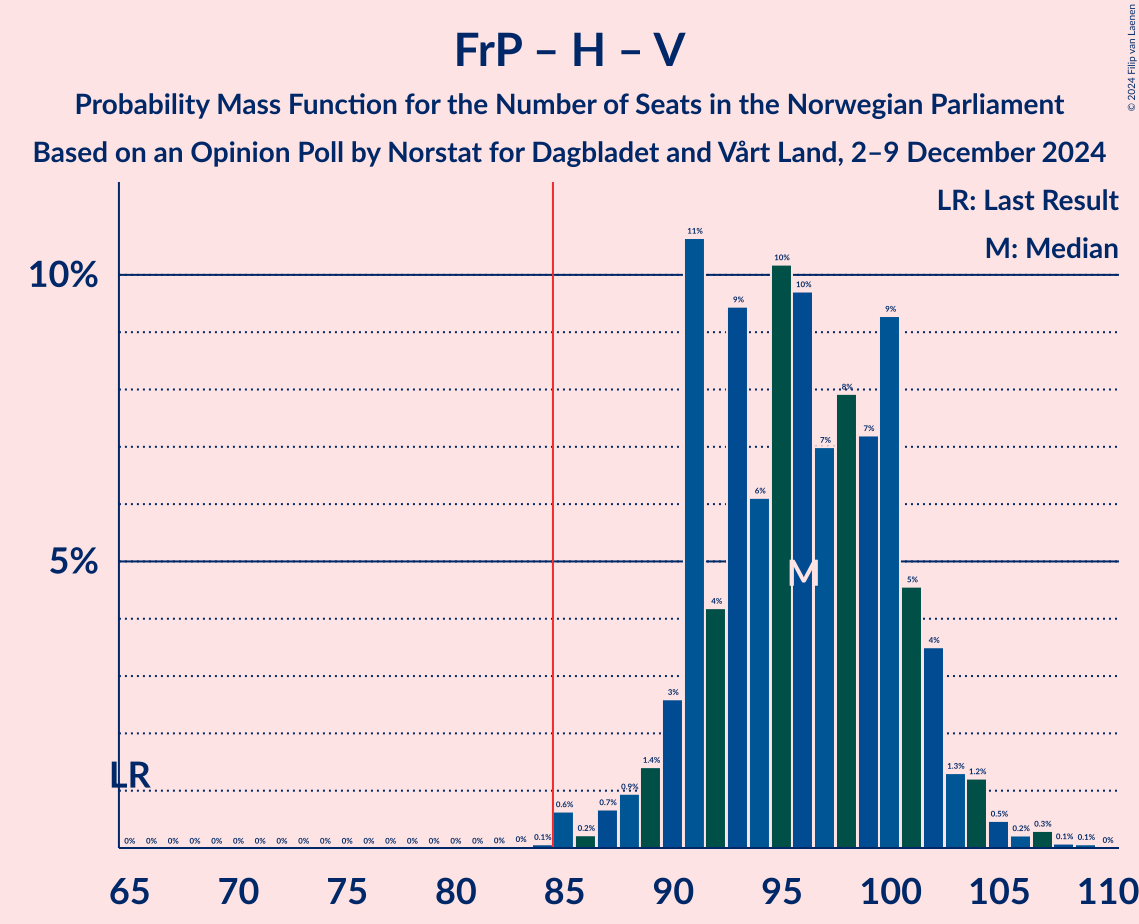 FrP – H – V
Probability Mass Function for the Number of Seats in the Norwegian Parliament
Based on an Opinion Poll by Norstat for Dagbladet and Vårt Land, 2–9 December 2024
© 2024 Filip van Laenen
LR: Last Result
M: Median
10%
5%
LR
M
0% 0% 0% 0% 0% 0% 0% 0% 0% 0% 0% 0% 0% 0% 0% 0% 0% 0% 0% 0.1% 0.6% 0.2% 0.7% 0.9% 1.4% 3% 11% 4% 9% 6% 10% 10% 7% 8% 7% 9% 5% 4% 1.3% 1.2% 0.5% 0.2% 0.3% 0.1% 0.1% 0%
65 70 75 80 85 90 95 100 105 110